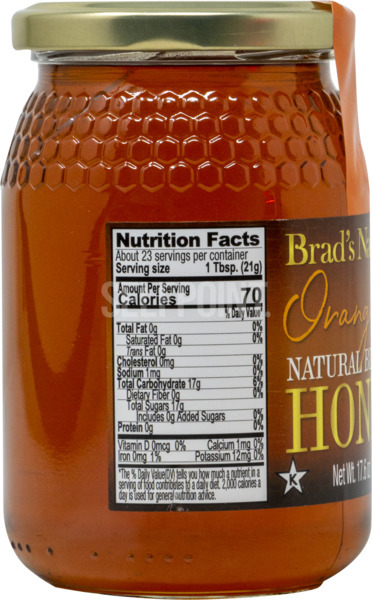 Nutrition Facts
About 23 servings per container
Serving size 1 Tbsp. (21g)
Amount Per Serving
Calories 70
% Daily Value*
Total Fat 0g 0%
Saturated Fat 0g 0%
Trans Fat 0g
Cholesterol 0mg 0%
Sodium 1mg 0%
Total Carbohydrate 17g 6%
Dietary Fiber 0g 0%
Total Sugars 17g
Includes 0g Added Sugars 0%
Protein 0g 0%
Vitamin D 0mcg 0% Calcium 1mg 0%
Iron 0mg 1% Potassium 12mg 0%
*The % Daily Value(DV) tells you how much a nutrient in a
serving of food contributes to a daily diet. 2,000 calories a
day is used for general nutrition advice.
Brad's Na
Orang
NATURAL B
HON
Net Wt. 17.6
K
SELLPOINT.